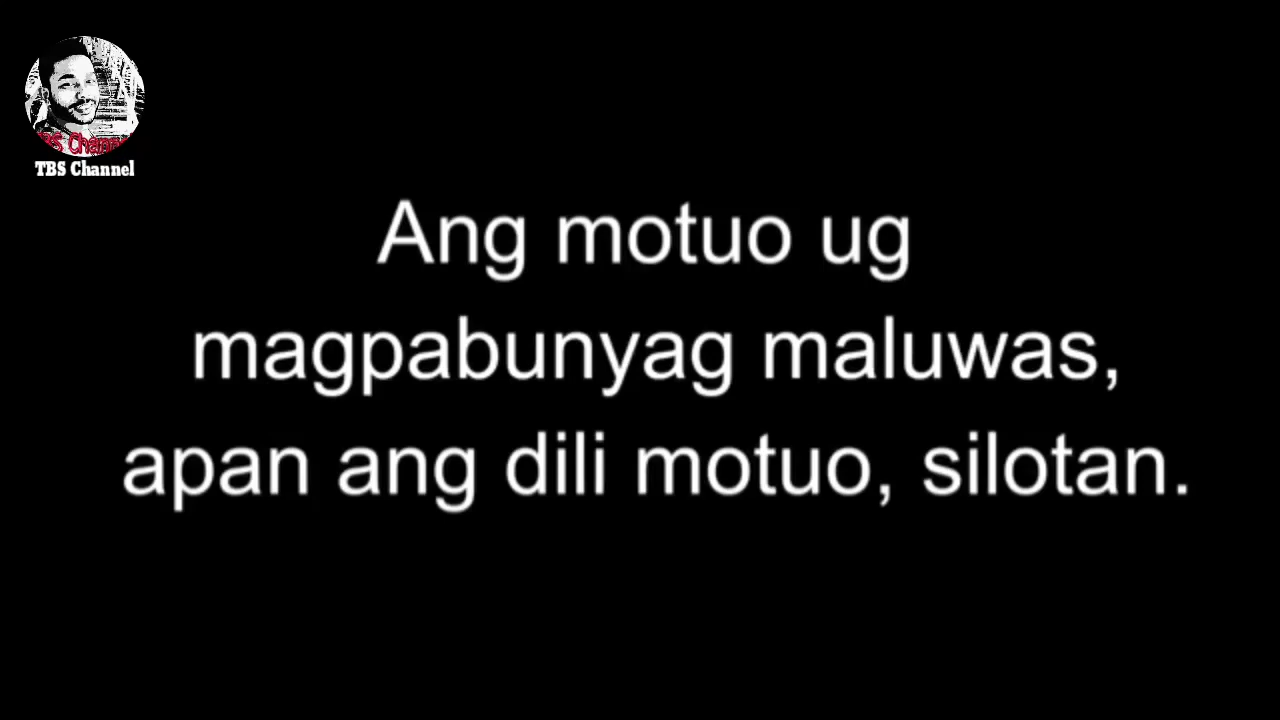 TBS Channel
Ang motuo ug
magpabunyag maluwas,
apan ang dili motuo, silotan.